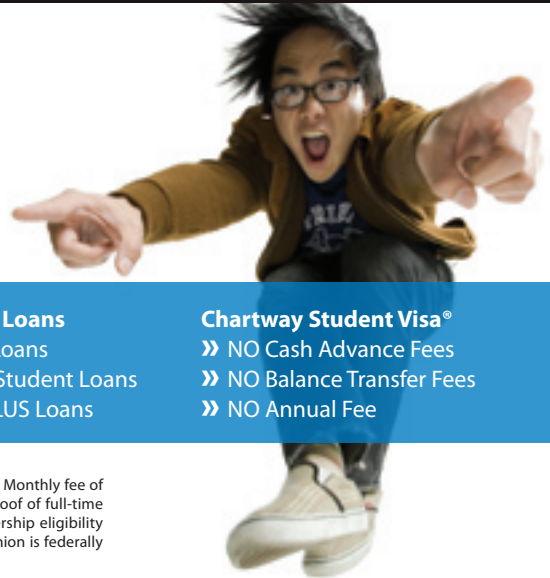 Loans
Loans
Student Loans
LUS Loans
Chartway Student Visa®
» NO Cash Advance Fees
» NO Balance Transfer Fees
» NO Annual Fee
Monthly fee of
oof of full-time
rship eligibility
nion is federally